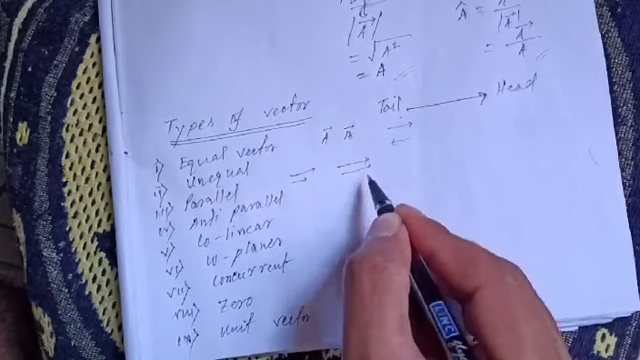 |A⃗|
= √A²
= A
Â = A⃗ / |A⃗|
= A⃗ / A
Tail Head
Types of vector
A⃗ B⃗
i) Equal vector
ii) Unequal
iii) Parallel
iv) Anti parallel
v) Co-linear
vi) Co-planer
vii) Concurrent
viii) Zero
ix) Unit vector